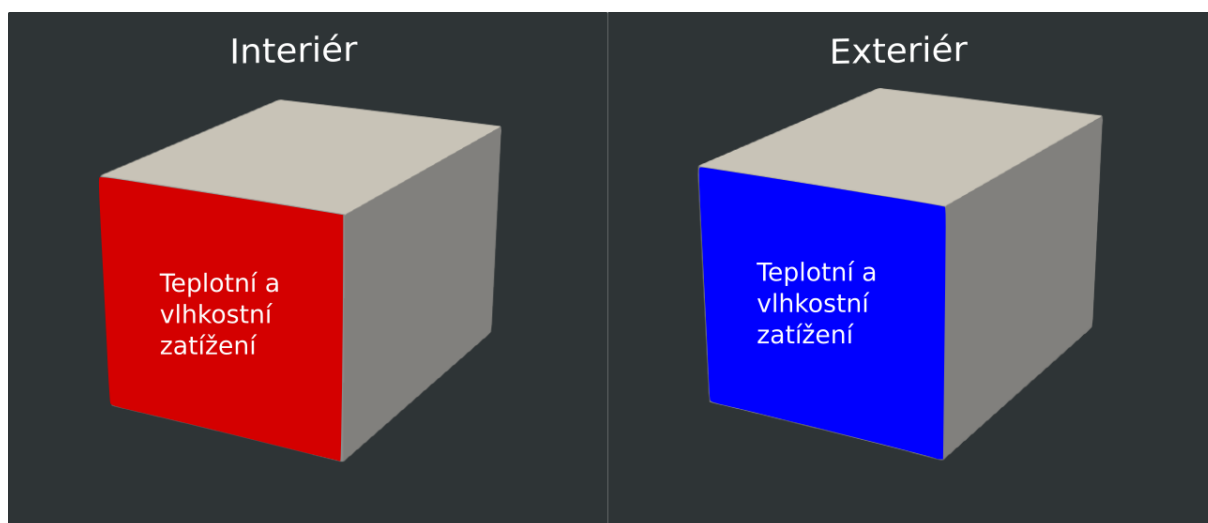 Interiér
Teplotní a
vlhkostní
zatížení
Exteriér
Teplotní a
vlhkostní
zatížení